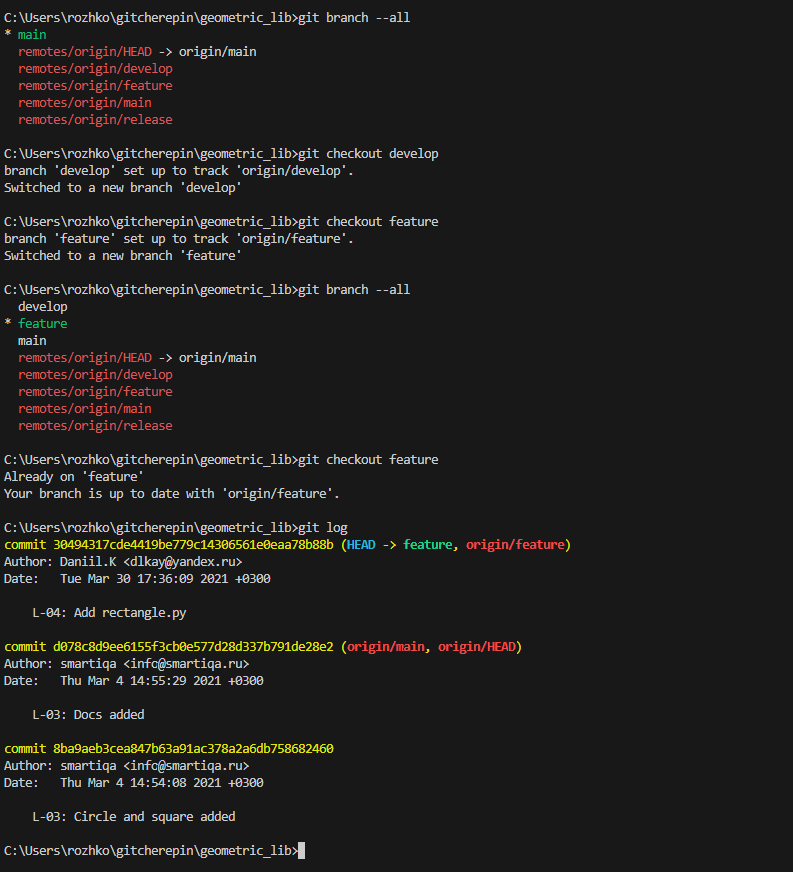 C:\Users\rozhko\gitcherepin\geometric_lib>git branch --all
* main
  remotes/origin/HEAD -> origin/main
  remotes/origin/develop
  remotes/origin/feature
  remotes/origin/main
  remotes/origin/release

C:\Users\rozhko\gitcherepin\geometric_lib>git checkout develop
branch 'develop' set up to track 'origin/develop'.
Switched to a new branch 'develop'

C:\Users\rozhko\gitcherepin\geometric_lib>git checkout feature
branch 'feature' set up to track 'origin/feature'.
Switched to a new branch 'feature'

C:\Users\rozhko\gitcherepin\geometric_lib>git branch --all
  develop
* feature
  main
  remotes/origin/HEAD -> origin/main
  remotes/origin/develop
  remotes/origin/feature
  remotes/origin/main
  remotes/origin/release

C:\Users\rozhko\gitcherepin\geometric_lib>git checkout feature
Already on 'feature'
Your branch is up to date with 'origin/feature'.

C:\Users\rozhko\gitcherepin\geometric_lib>git log
commit 30494317cde4419be779c14306561e0eaa78b88b (HEAD -> feature, origin/feature)
Author: Daniil.K <dlkay@yandex.ru>
Date:   Tue Mar 30 17:36:09 2021 +0300

    L-04: Add rectangle.py

commit d078c8d9ee6155f3cb0e577d28d337b791de28e2 (origin/main, origin/HEAD)
Author: smartiqa <info@smartiqa.ru>
Date:   Thu Mar 4 14:55:29 2021 +0300

    L-03: Docs added

commit 8ba9aeb3cea847b63a91ac378a2a6db758682460
Author: smartiqa <info@smartiqa.ru>
Date:   Thu Mar 4 14:54:08 2021 +0300

    L-03: Circle and square added

C:\Users\rozhko\gitcherepin\geometric_lib>